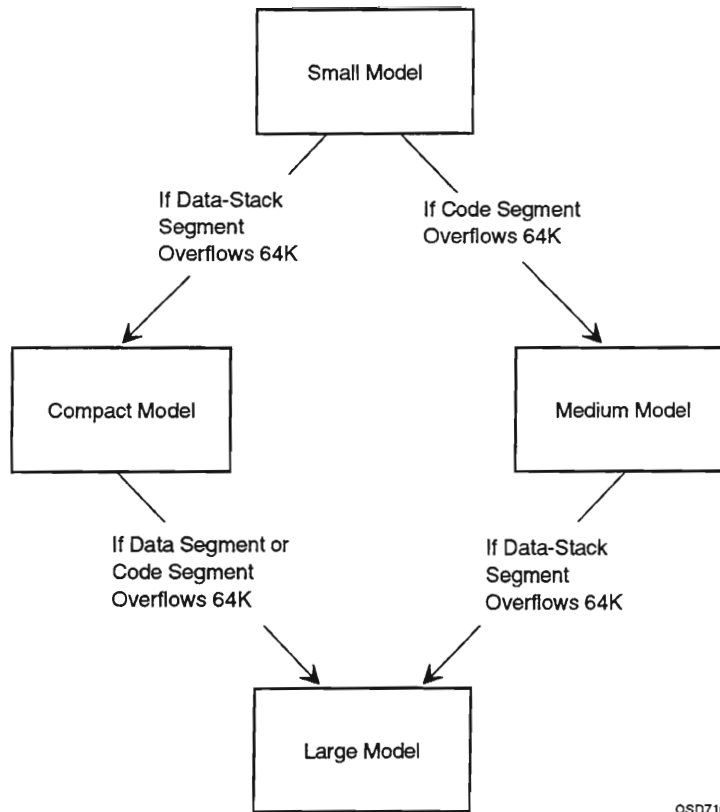 Small Model
If Data-Stack
Segment
Overflows 64K
If Code Segment
Overflows 64K
Compact Model
Medium Model
If Data Segment or
Code Segment
Overflows 64K
If Data-Stack
Segment
Overflows 64K
Large Model